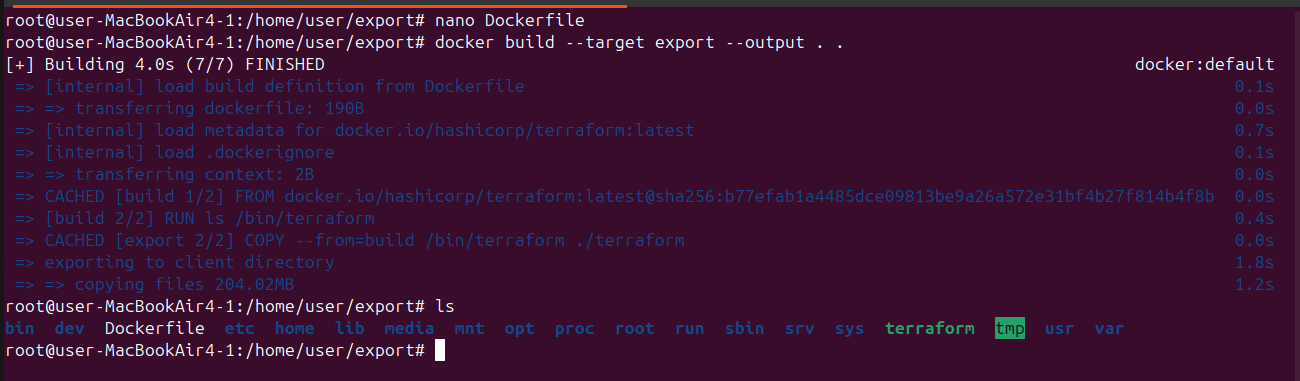 root@user-MacBookAir4-1:/home/user/export# nano Dockerfile
root@user-MacBookAir4-1:/home/user/export# docker build --target export --output . .
[+] Building 4.0s (7/7) FINISHED docker:default
=> [internal] load build definition from Dockerfile 0.1s
=> => transferring dockerfile: 190B 0.0s
=> [internal] load metadata for docker.io/hashicorp/terraform:latest 0.7s
=> [internal] load .dockerignore 0.1s
=> => transferring context: 2B 0.0s
=> CACHED [build 1/2] FROM docker.io/hashicorp/terraform:latest@sha256:b77efab1a4485dce09813be9a26a572e31bf4b27f814b4f8b 0.0s
=> [build 2/2] RUN ls /bin/terraform 0.4s
=> CACHED [export 2/2] COPY --from=build /bin/terraform ./terraform 0.0s
=> exporting to client directory 1.8s
=> => copying files 204.02MB 1.2s
root@user-MacBookAir4-1:/home/user/export# ls
bin dev Dockerfile etc home lib media mnt opt proc root run sbin srv sys terraform tmp usr var
root@user-MacBookAir4-1:/home/user/export#